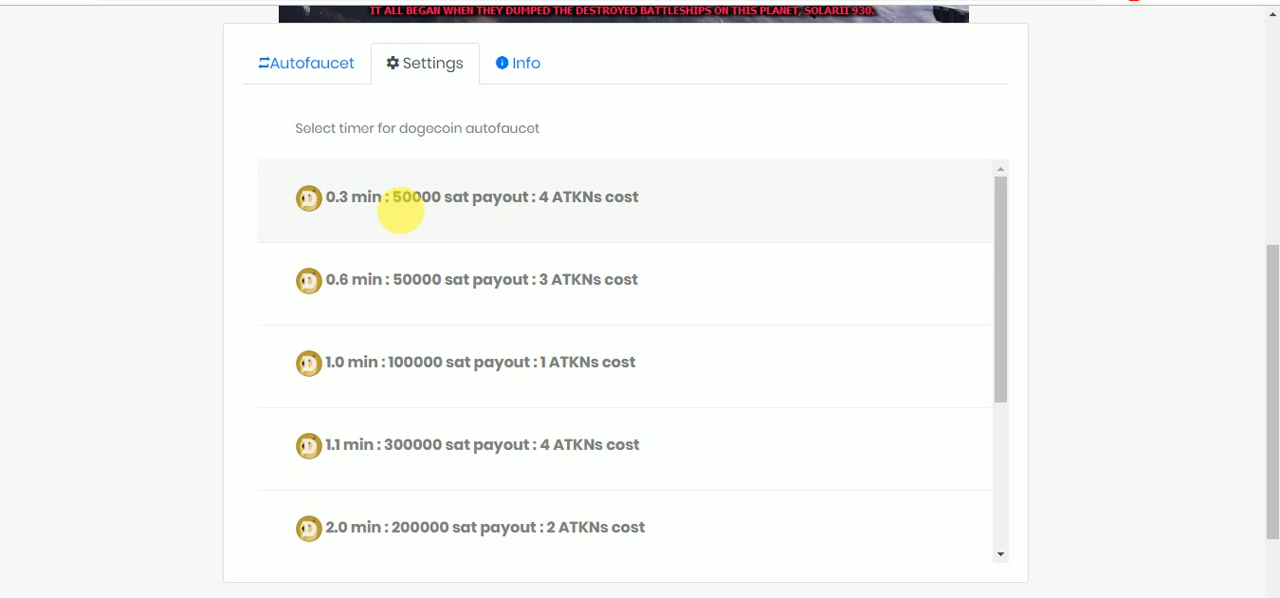 IT ALL BEGAN WHEN THEY DUMPED THE DESTROYED BATTLESHIPS ON THIS PLANET, SOLARII 930.
Autofaucet Settings Info
Select timer for dogecoin autofaucet
0.3 min : 50000 sat payout : 4 ATKNs cost
0.6 min : 50000 sat payout : 3 ATKNs cost
1.0 min : 100000 sat payout : 1 ATKNs cost
1.1 min : 300000 sat payout : 4 ATKNs cost
2.0 min : 200000 sat payout : 2 ATKNs cost